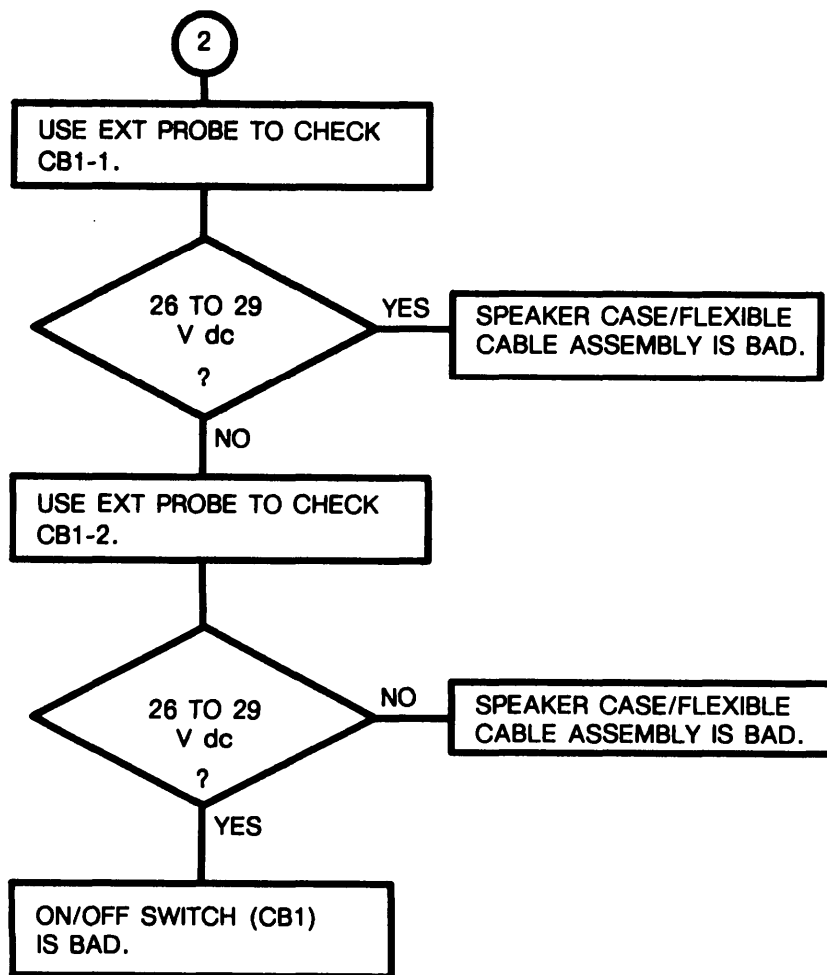 2
USE EXT PROBE TO CHECK
CB1-1.
26 TO 29
V dc
?
YES
SPEAKER CASE/FLEXIBLE
CABLE ASSEMBLY IS BAD.
NO
USE EXT PROBE TO CHECK
CB1-2.
26 TO 29
V dc
?
NO
SPEAKER CASE/FLEXIBLE
CABLE ASSEMBLY IS BAD.
YES
ON/OFF SWITCH (CB1)
IS BAD.